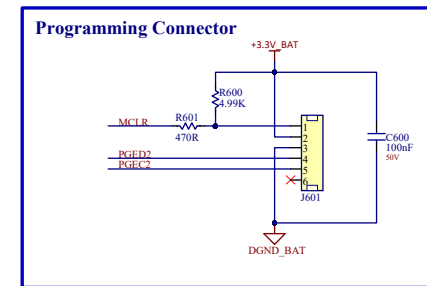 Programming Connector
+3.3V_BAT
R600
4.99K
R601
MCLR
470R
1
2
3
4
5
6
PGED2
PGEC2
C600
100nF
50V
J601
DGND_BAT